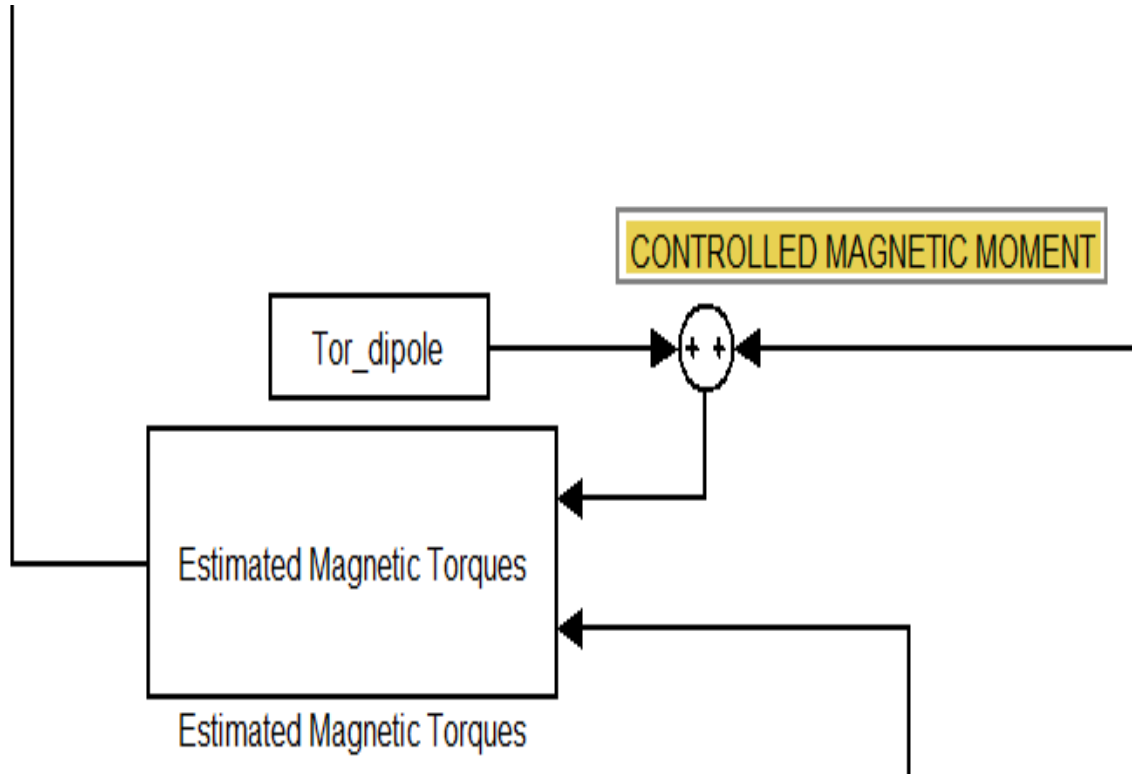 CONTROLLED MAGNETIC MOMENT
Tor_dipole
+ +
Estimated Magnetic Torques
Estimated Magnetic Torques